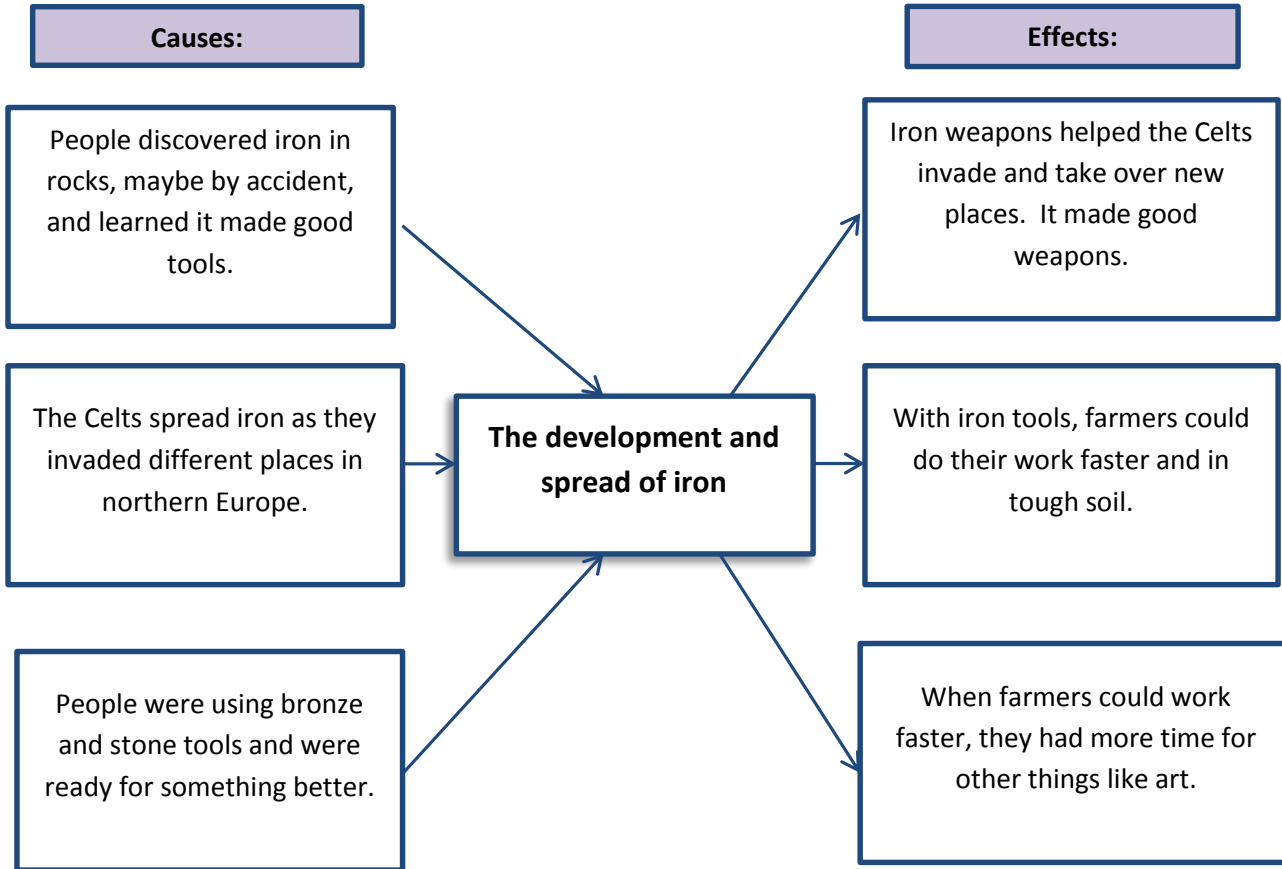 Causes:
People discovered iron in
rocks, maybe by accident,
and learned it made good
tools.
The Celts spread iron as they
invaded different places in
northern Europe.
People were using bronze
and stone tools and were
ready for something better.
The development and
spread of iron
Effects:
Iron weapons helped the Celts
invade and take over new
places.  It made good
weapons.
With iron tools, farmers could
do their work faster and in
tough soil.
When farmers could work
faster, they had more time for
other things like art.